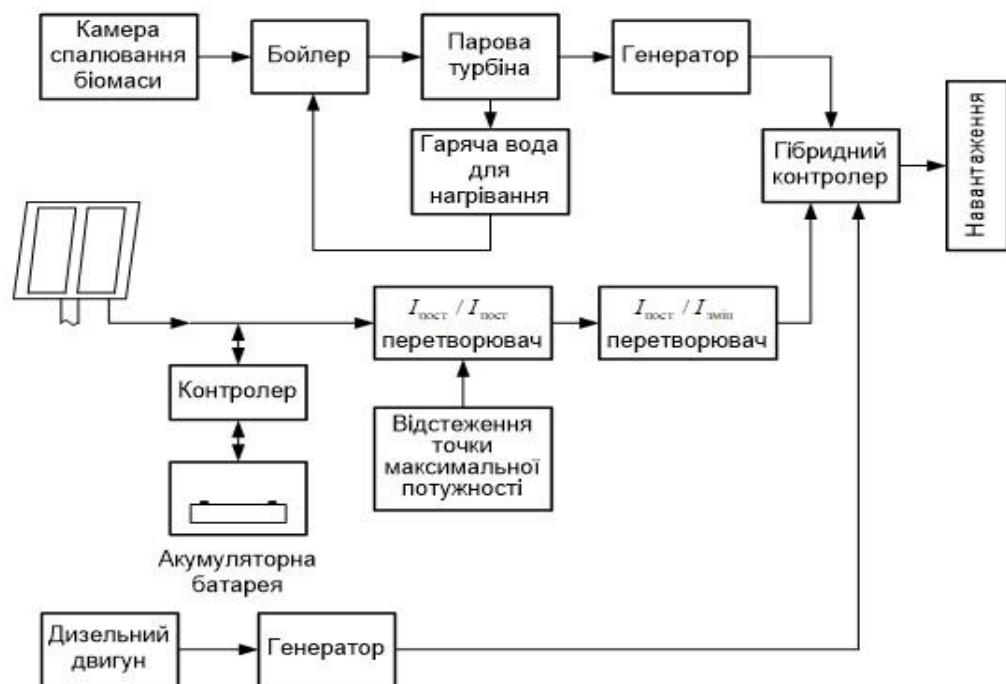 Камера
спалювання
біомаси
Бойлер
Парова
турбіна
Генератор
Гаряча вода
для
нагрівання
Гібридний
контролер
Навантаження
Iпост / Iпост
перетворювач
Iпост / Iзмін
перетворювач
Контролер
Відстеження
точки
максимальної
потужності
Акумуляторна
батарея
Дизельний
двигун
Генератор